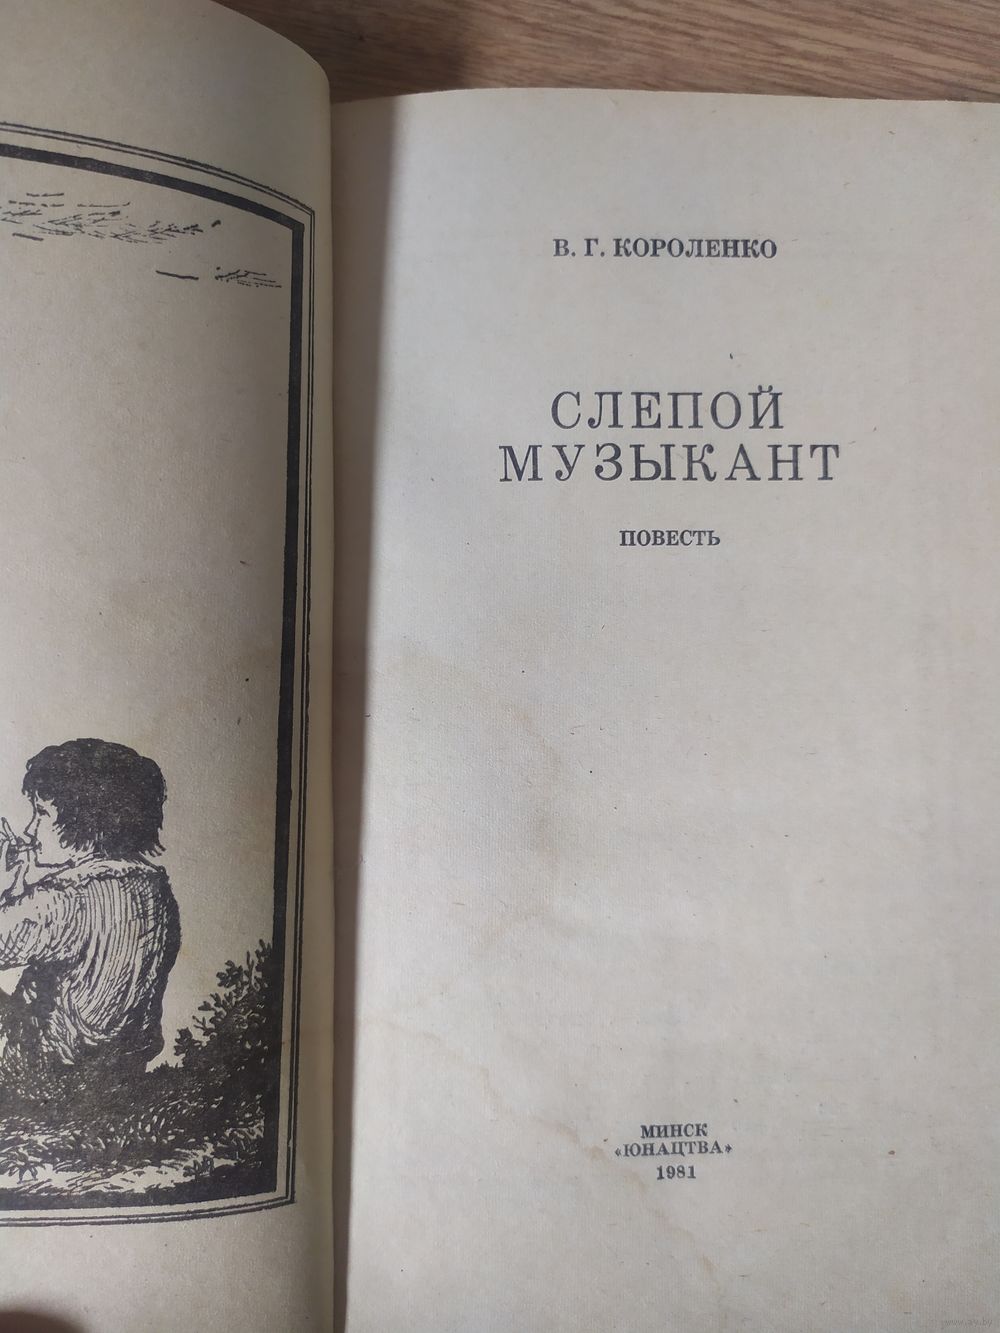 В. Г. КОРОЛЕНКО
СЛЕПОЙ
МУЗЫКАНТ
ПОВЕСТЬ
МИНСК
«ЮНАЦТВА»
1981